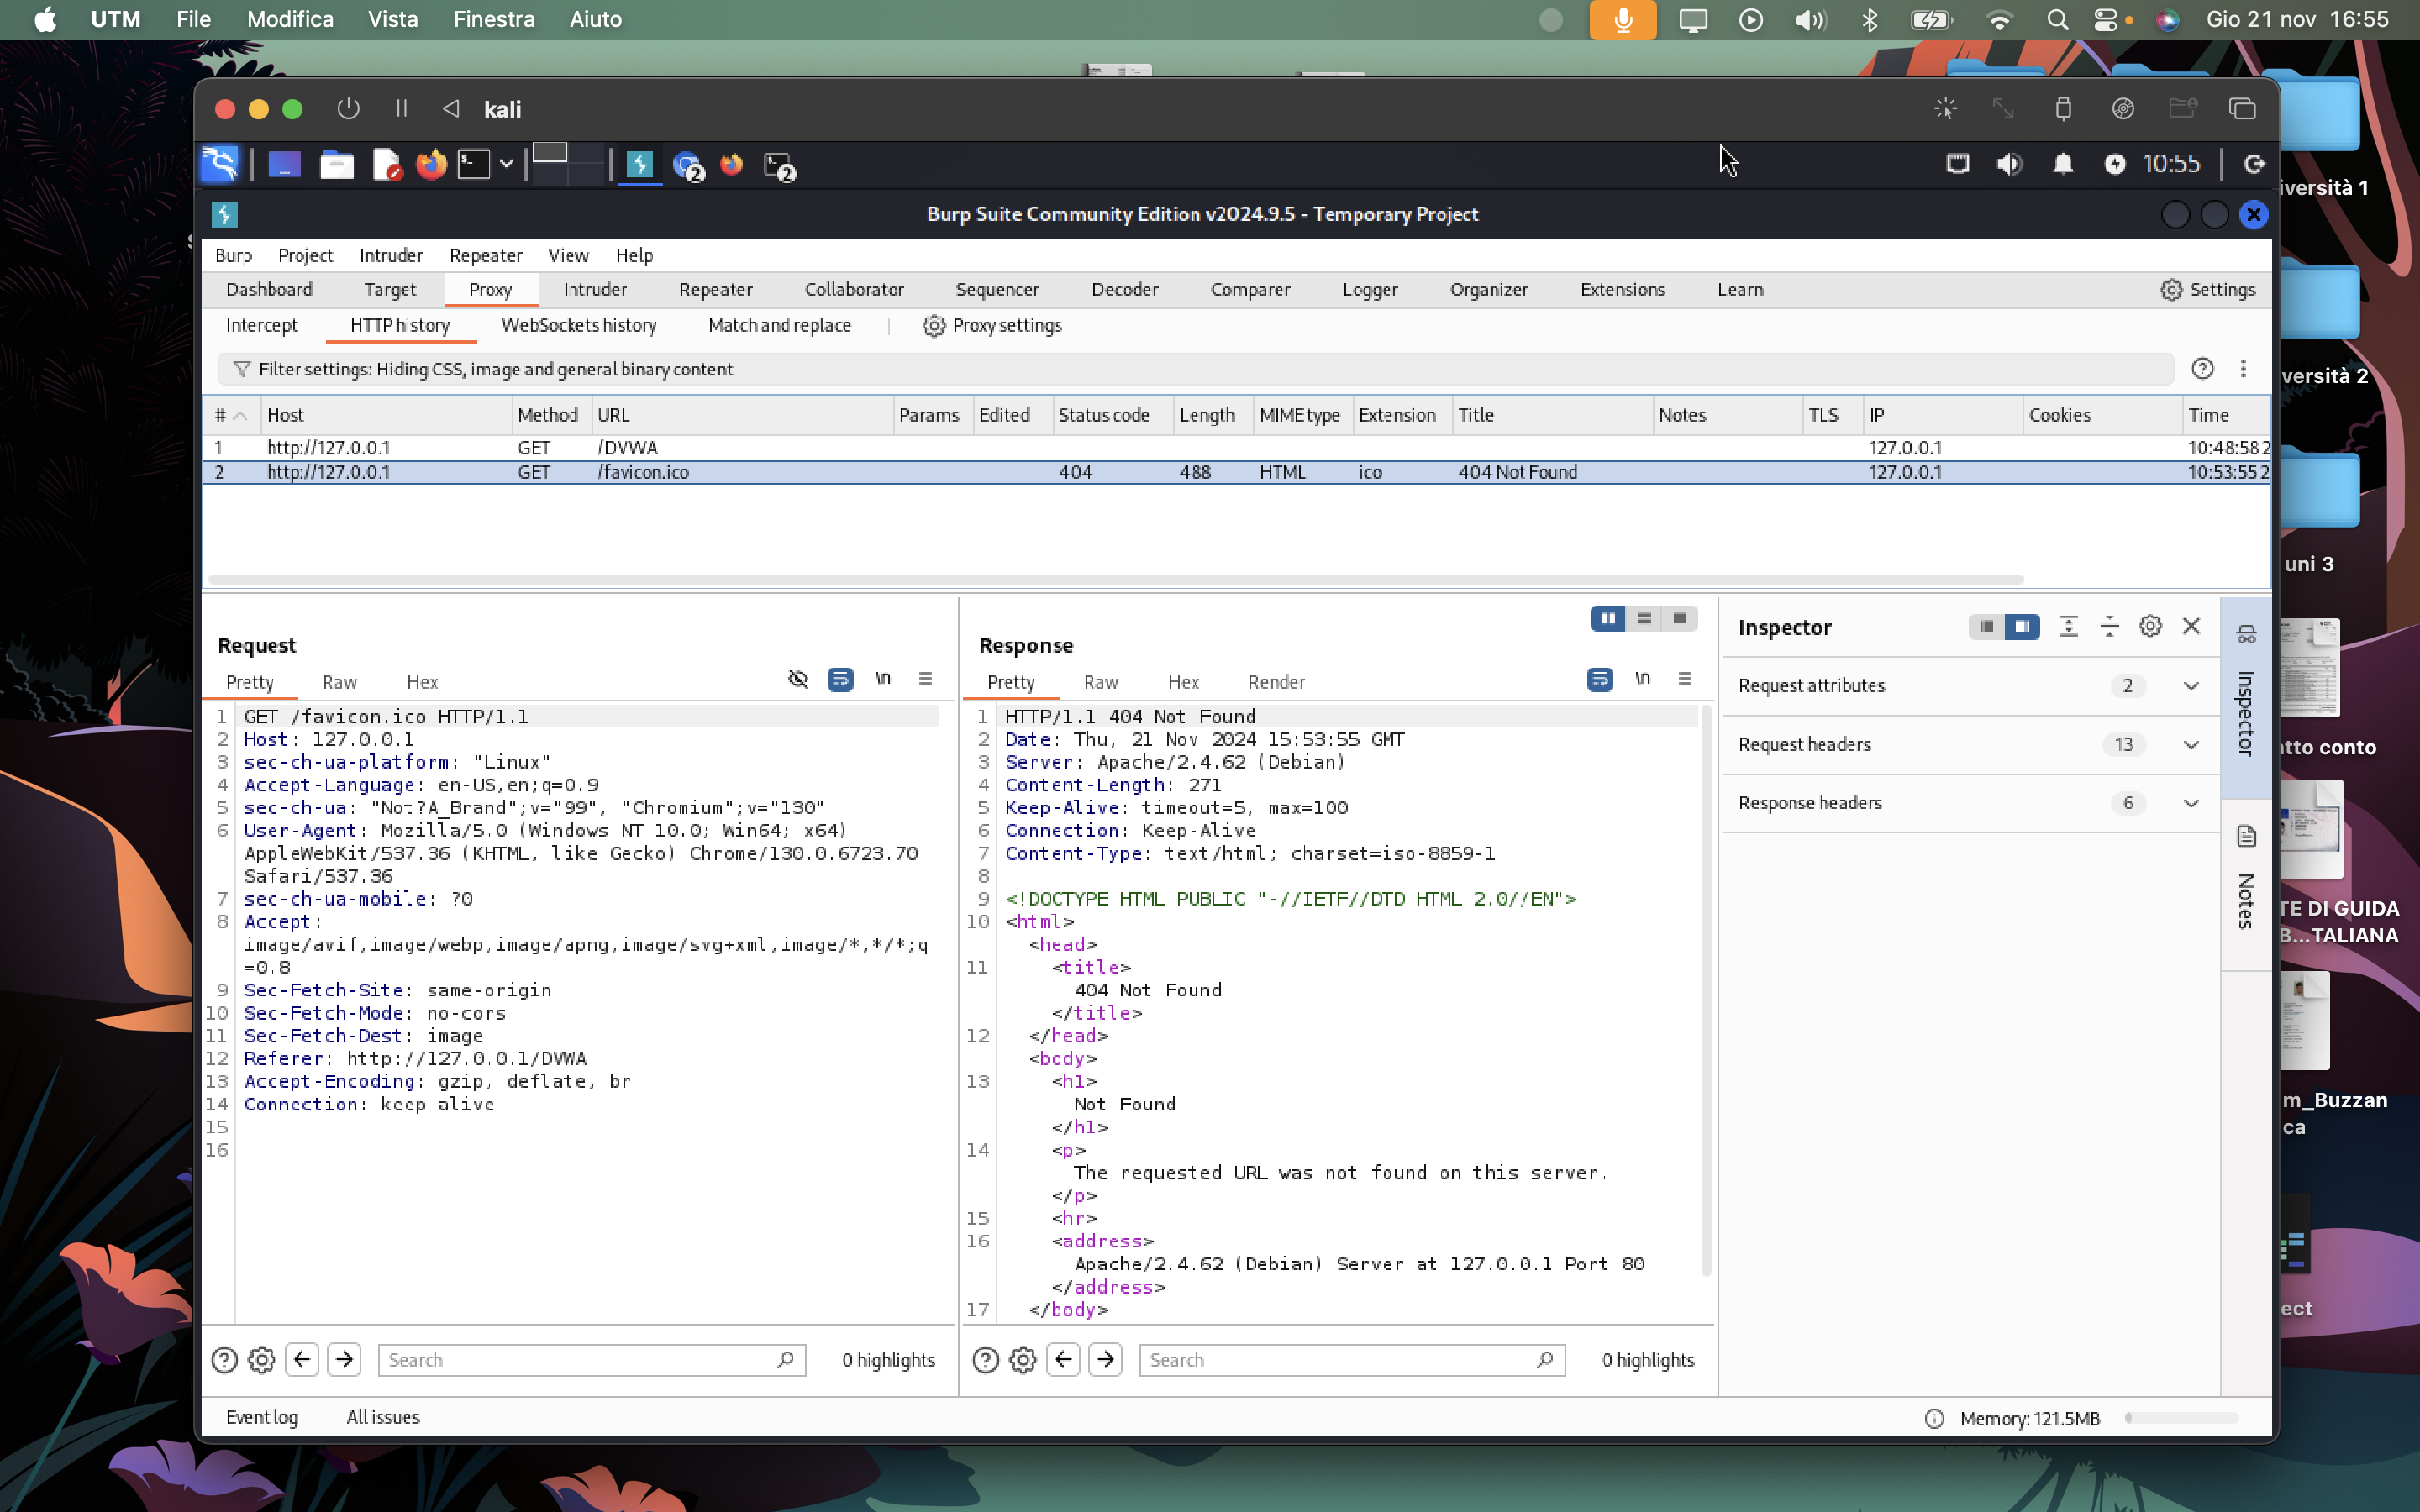 UTM File Modifica Vista Finestra Aiuto Gio 21 nov 16:55
kali
2 2 10:55
Burp Suite Community Edition v2024.9.5 - Temporary Project
Burp Project Intruder Repeater View Help
Dashboard Target Proxy Intruder Repeater Collaborator Sequencer Decoder Comparer Logger Organizer Extensions Learn Settings
Intercept HTTP history WebSockets history Match and replace Proxy settings
Filter settings: Hiding CSS, image and general binary content
# Host Method URL Params Edited Status code Length MIME type Extension Title Notes TLS IP Cookies Time
1 http://127.0.0.1 GET /DVWA 127.0.0.1 10:48:58 2
2 http://127.0.0.1 GET /favicon.ico 404 488 HTML ico 404 Not Found 127.0.0.1 10:53:55 2
Request
Pretty Raw Hex \n
1 GET /favicon.ico HTTP/1.1
2 Host: 127.0.0.1
3 sec-ch-ua-platform: "Linux"
4 Accept-Language: en-US,en;q=0.9
5 sec-ch-ua: "Not?A_Brand";v="99", "Chromium";v="130"
6 User-Agent: Mozilla/5.0 (Windows NT 10.0; Win64; x64)
AppleWebKit/537.36 (KHTML, like Gecko) Chrome/130.0.6723.70
Safari/537.36
7 sec-ch-ua-mobile: ?0
8 Accept:
image/avif,image/webp,image/apng,image/svg+xml,image/*,*/*;q
=0.8
9 Sec-Fetch-Site: same-origin
10 Sec-Fetch-Mode: no-cors
11 Sec-Fetch-Dest: image
12 Referer: http://127.0.0.1/DVWA
13 Accept-Encoding: gzip, deflate, br
14 Connection: keep-alive
15
16
Search 0 highlights
Response
Pretty Raw Hex Render \n
1 HTTP/1.1 404 Not Found
2 Date: Thu, 21 Nov 2024 15:53:55 GMT
3 Server: Apache/2.4.62 (Debian)
4 Content-Length: 271
5 Keep-Alive: timeout=5, max=100
6 Connection: Keep-Alive
7 Content-Type: text/html; charset=iso-8859-1
8
9 <!DOCTYPE HTML PUBLIC "-//IETF//DTD HTML 2.0//EN">
10 <html>
<head>
11 <title>
404 Not Found
</title>
12 </head>
<body>
13 <h1>
Not Found
</h1>
14 <p>
The requested URL was not found on this server.
</p>
15 <hr>
16 <address>
Apache/2.4.62 (Debian) Server at 127.0.0.1 Port 80
</address>
17 </body>
Search 0 highlights
Inspector
Request attributes 2
Request headers 13
Response headers 6
Inspector
Notes
Event log All issues Memory: 121.5MB
iversità 1
versità 2
uni 3
tto conto
TE DI GUIDA
B...TALIANA
m_Buzzan
ca
ect